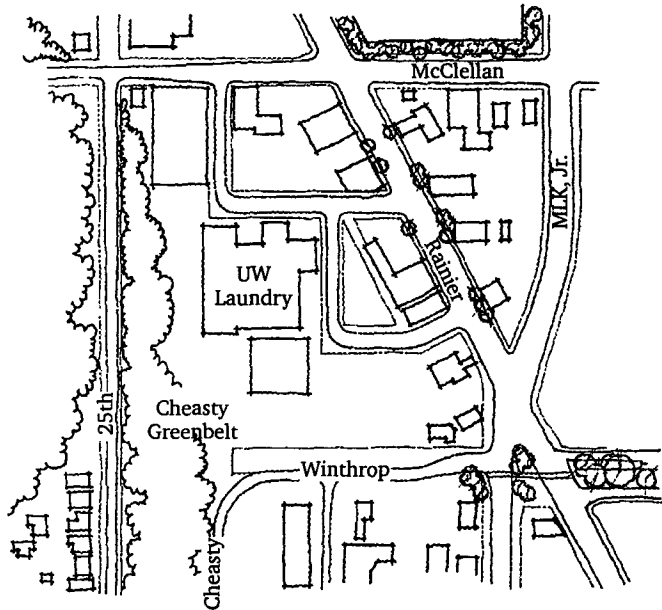 McClellan
MLK, Jr.
Rainier
UW
Laundry
25th
Cheasty
Greenbelt
Winthrop
Cheasty